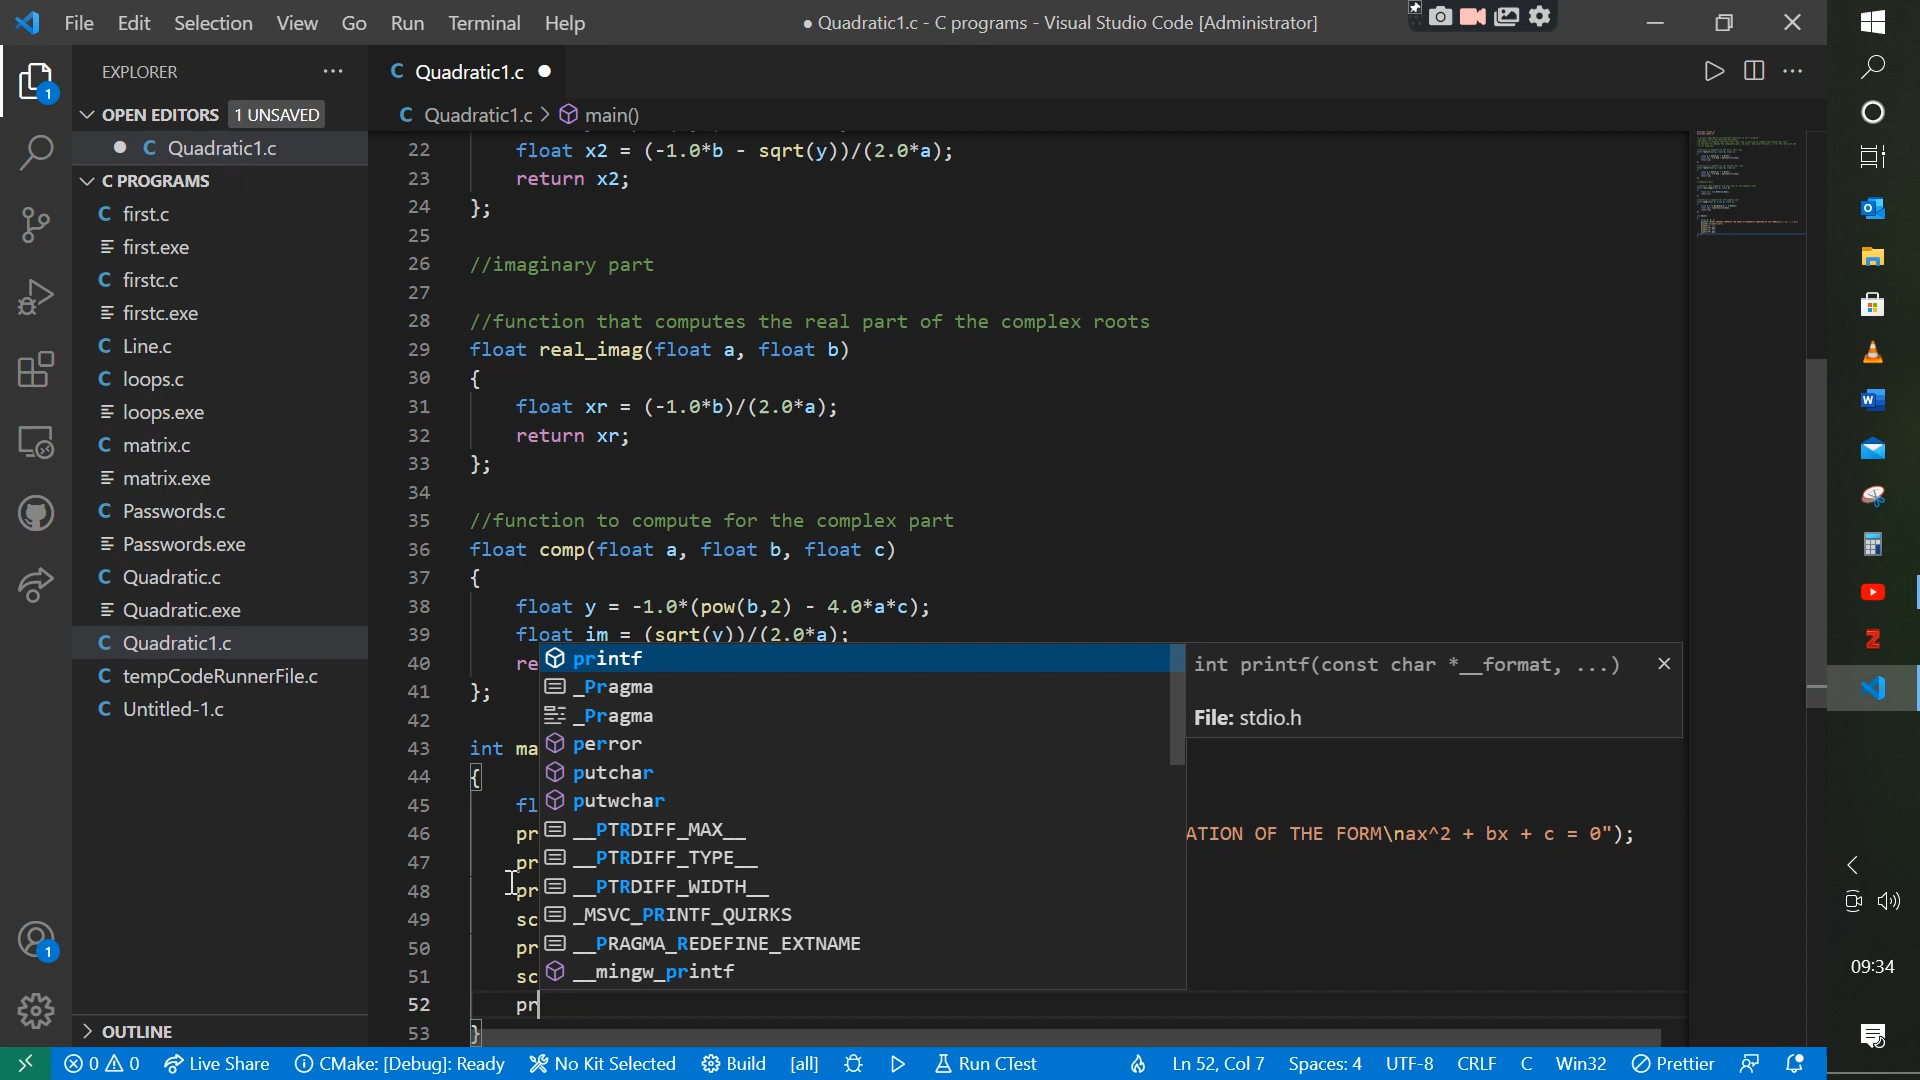 File Edit Selection View Go Run Terminal Help
● Quadratic1.c - C programs - Visual Studio Code [Administrator]
EXPLORER
OPEN EDITORS 1 UNSAVED
C Quadratic1.c
C PROGRAMS
C first.c
first.exe
C firstc.c
firstc.exe
C Line.c
C loops.c
loops.exe
C matrix.c
matrix.exe
C Passwords.c
Passwords.exe
C Quadratic.c
Quadratic.exe
C Quadratic1.c
C tempCodeRunnerFile.c
C Untitled-1.c
OUTLINE
1
1
C Quadratic1.c ●
C Quadratic1.c > main()
22 float x2 = (-1.0*b - sqrt(y))/(2.0*a);
23 return x2;
24 };
25
26 //imaginary part
27
28 //function that computes the real part of the complex roots
29 float real_imag(float a, float b)
30 {
31 float xr = (-1.0*b)/(2.0*a);
32 return xr;
33 };
34
35 //function to compute for the complex part
36 float comp(float a, float b, float c)
37 {
38 float y = -1.0*(pow(b,2) - 4.0*a*c);
39 float im = (sqrt(y))/(2.0*a);
40 re
41 };
42
43 int ma
44 {
45 fl
46 pr ATION OF THE FORM\nax^2 + bx + c = 0");
47 pr
48 pr
49 sc
50 pr
51 sc
52 pr
53 }
printf
_Pragma
_Pragma
perror
putchar
putwchar
__PTRDIFF_MAX__
__PTRDIFF_TYPE__
__PTRDIFF_WIDTH__
_MSVC_PRINTF_QUIRKS
__PRAGMA_REDEFINE_EXTNAME
__mingw_printf
int printf(const char *__format, ...)
File: stdio.h
0 0 Live Share CMake: [Debug]: Ready No Kit Selected Build [all] Run CTest Ln 52, Col 7 Spaces: 4 UTF-8 CRLF C Win32 Prettier
09:34